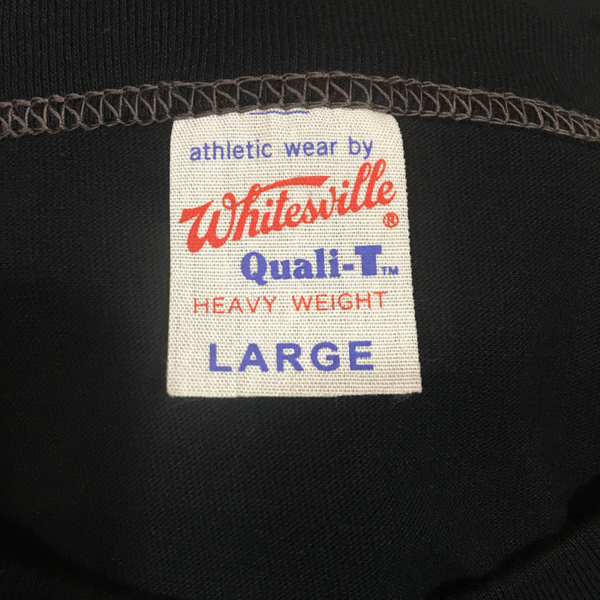 athletic wear by
Whitesville®
Quali-T™
HEAVY WEIGHT
LARGE